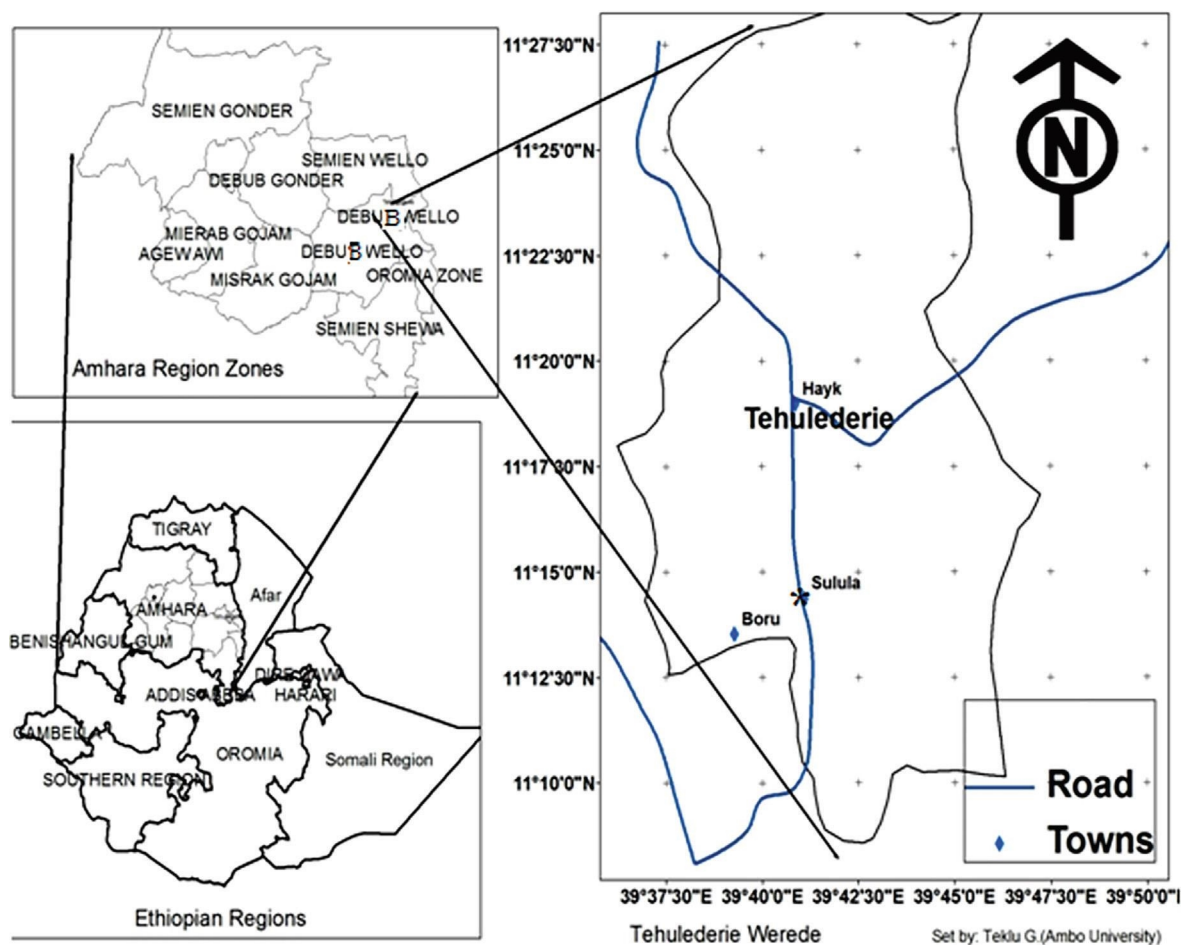 SEMIEN GONDER
SEMIEN WELLO
DEBUB GONDER
DEBUB WELLO
MIERAB GOJAM
AGEWAWI
DEBUB WELLO
MISRAK GOJAM
OROMIA ZONE
SEMIEN SHEWA
Amhara Region Zones
TIGRAY
Afar
AMHARA
BENISHANGUL GUM
DIRE DAWA
ADDIS ABEBA
HARARI
GAMBELLA
OROMIA
Somali Region
SOUTHERN REGION
Ethiopian Regions
11°27'30"N
11°25'0"N
11°22'30"N
11°20'0"N
11°17'30"N
11°15'0"N
11°12'30"N
11°10'0"N
N
Hayk
Tehulederie
Sulula
Boru
Road
Towns
39°37'30"E 39°40'0"E 39°42'30"E 39°45'0"E 39°47'30"E 39°50'0"E
Tehulederie Werede
Set by: Teklu G.(Ambo University)